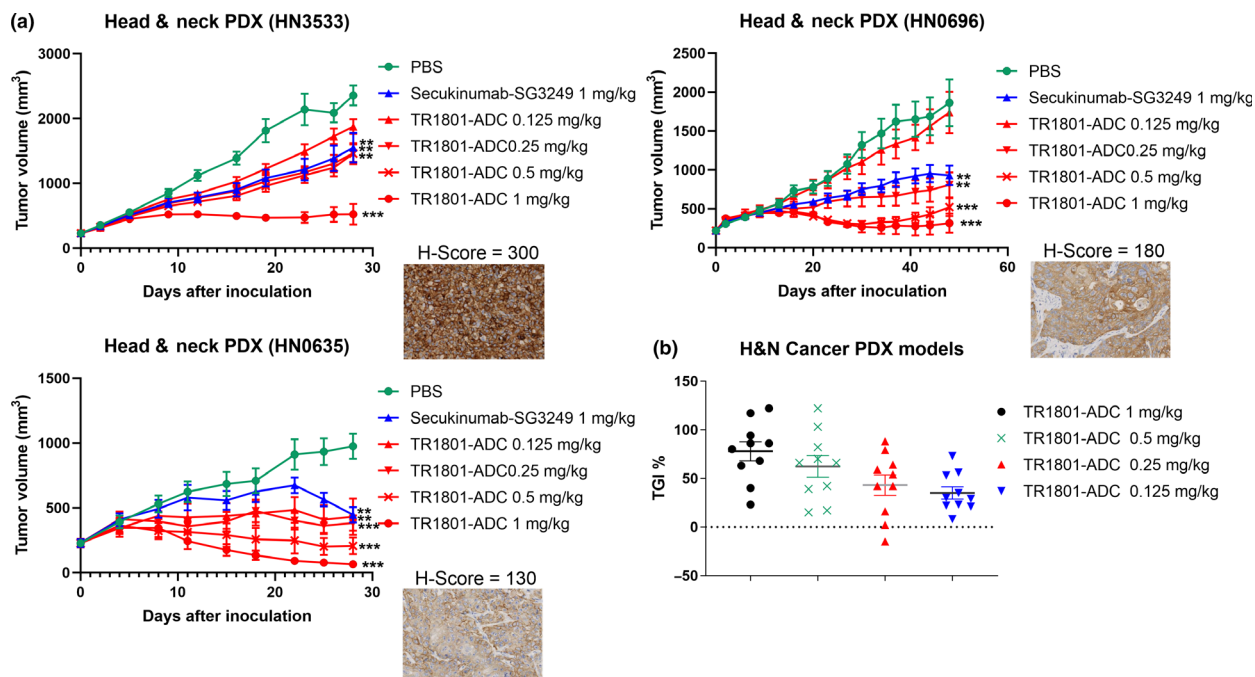 (a)
Head & neck PDX (HN3533)
Tumor volume (mm³)
3000
2000
1000
0
0
10
20
30
Days after inoculation
**
**
**
***
PBS
Secukinumab-SG3249 1 mg/kg
TR1801-ADC 0.125 mg/kg
TR1801-ADC0.25 mg/kg
TR1801-ADC 0.5 mg/kg
TR1801-ADC 1 mg/kg
H-Score = 300
Head & neck PDX (HN0696)
Tumor volume (mm³)
2500
2000
1500
1000
500
0
0
20
40
60
Days after inoculation
**
**
***
***
PBS
Secukinumab-SG3249 1 mg/kg
TR1801-ADC 0.125 mg/kg
TR1801-ADC0.25 mg/kg
TR1801-ADC 0.5 mg/kg
TR1801-ADC 1 mg/kg
H-Score = 180
Head & neck PDX (HN0635)
Tumor volume (mm³)
1500
1000
500
0
0
10
20
30
Days after inoculation
**
**
***
***
***
PBS
Secukinumab-SG3249 1 mg/kg
TR1801-ADC 0.125 mg/kg
TR1801-ADC0.25 mg/kg
TR1801-ADC 0.5 mg/kg
TR1801-ADC 1 mg/kg
H-Score = 130
(b)
H&N Cancer PDX models
TGI %
150
100
50
0
−50
TR1801-ADC 1 mg/kg
TR1801-ADC 0.5 mg/kg
TR1801-ADC 0.25 mg/kg
TR1801-ADC 0.125 mg/kg